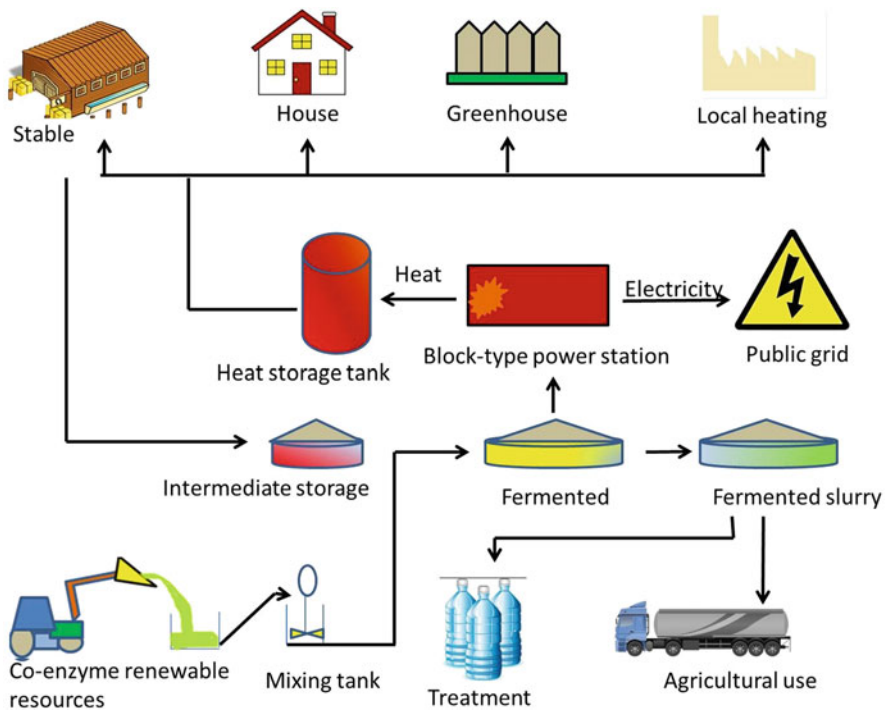 Stable
House
Greenhouse
Local heating
Heat
Electricity
Heat storage tank
Block-type power station
Public grid
Intermediate storage
Fermented
Fermented slurry
Co-enzyme renewable
resources
Mixing tank
Treatment
Agricultural use